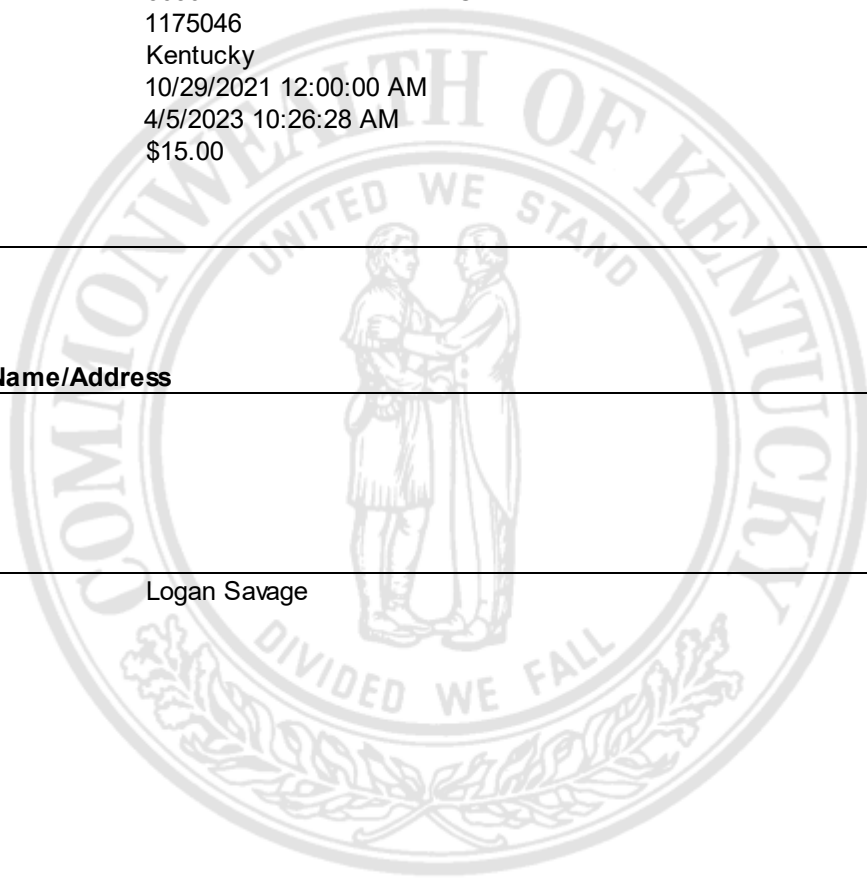 1175046
Kentucky
10/29/2021 12:00:00 AM
4/5/2023 10:26:28 AM
$15.00
COMMONWEALTH OF KENTUCKY
UNITED WE STAND
Name/Address
Logan Savage
DIVIDED WE FALL